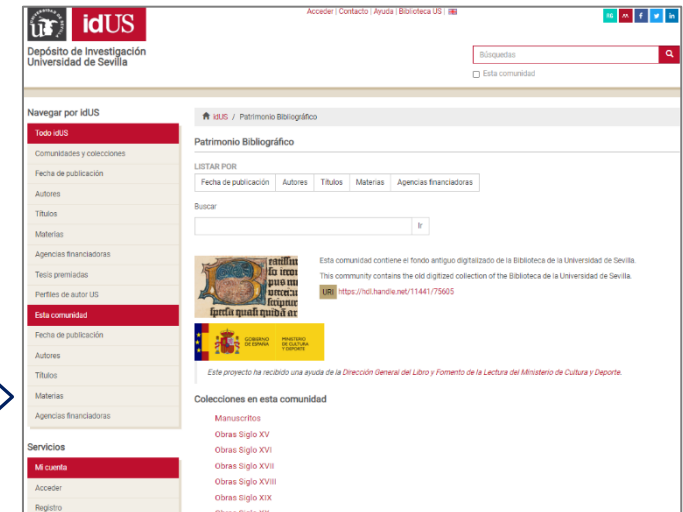 Acceder | Contacto | Ayuda | Biblioteca US |
idUS
Depósito de Investigación
Universidad de Sevilla
Búsquedas
Esta comunidad
Navegar por idUS
Todo idUS
Comunidades y colecciones
Fecha de publicación
Autores
Títulos
Materias
Agencias financiadoras
Tesis premiadas
Perfiles de autor US
Esta comunidad
Fecha de publicación
Autores
Títulos
Materias
Agencias financiadoras
Servicios
Mi cuenta
Acceder
Registro
idUS / Patrimonio Bibliográfico
Patrimonio Bibliográfico
LISTAR POR
Fecha de publicación Autores Títulos Materias Agencias financiadoras
Buscar
Ir
Esta comunidad contiene el fondo antiguo digitalizado de la Biblioteca de la Universidad de Sevilla.
This community contains the old digitized collection of the Biblioteca de la Universidad de Sevilla.
URI https://hdl.handle.net/11441/75605
GOBIERNO DE ESPAÑA
MINISTERIO DE CULTURA Y DEPORTE
Este proyecto ha recibido una ayuda de la Dirección General del Libro y Fomento de la Lectura del Ministerio de Cultura y Deporte.
Colecciones en esta comunidad
Manuscritos
Obras Siglo XV
Obras Siglo XVI
Obras Siglo XVII
Obras Siglo XVIII
Obras Siglo XIX